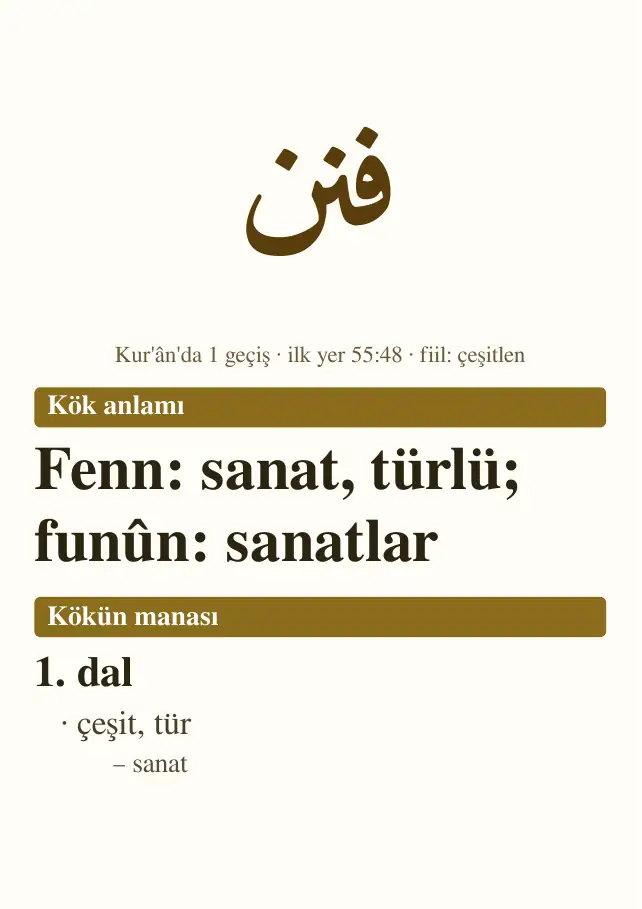 فنن
Kur'ân'da 1 geçiş · ilk yer 55:48 · fiil: çeşitlen
Kök anlamı
Fenn: sanat, türlü;
funûn: sanatlar
Kökün manası
1. dal
· çeşit, tür
– sanat